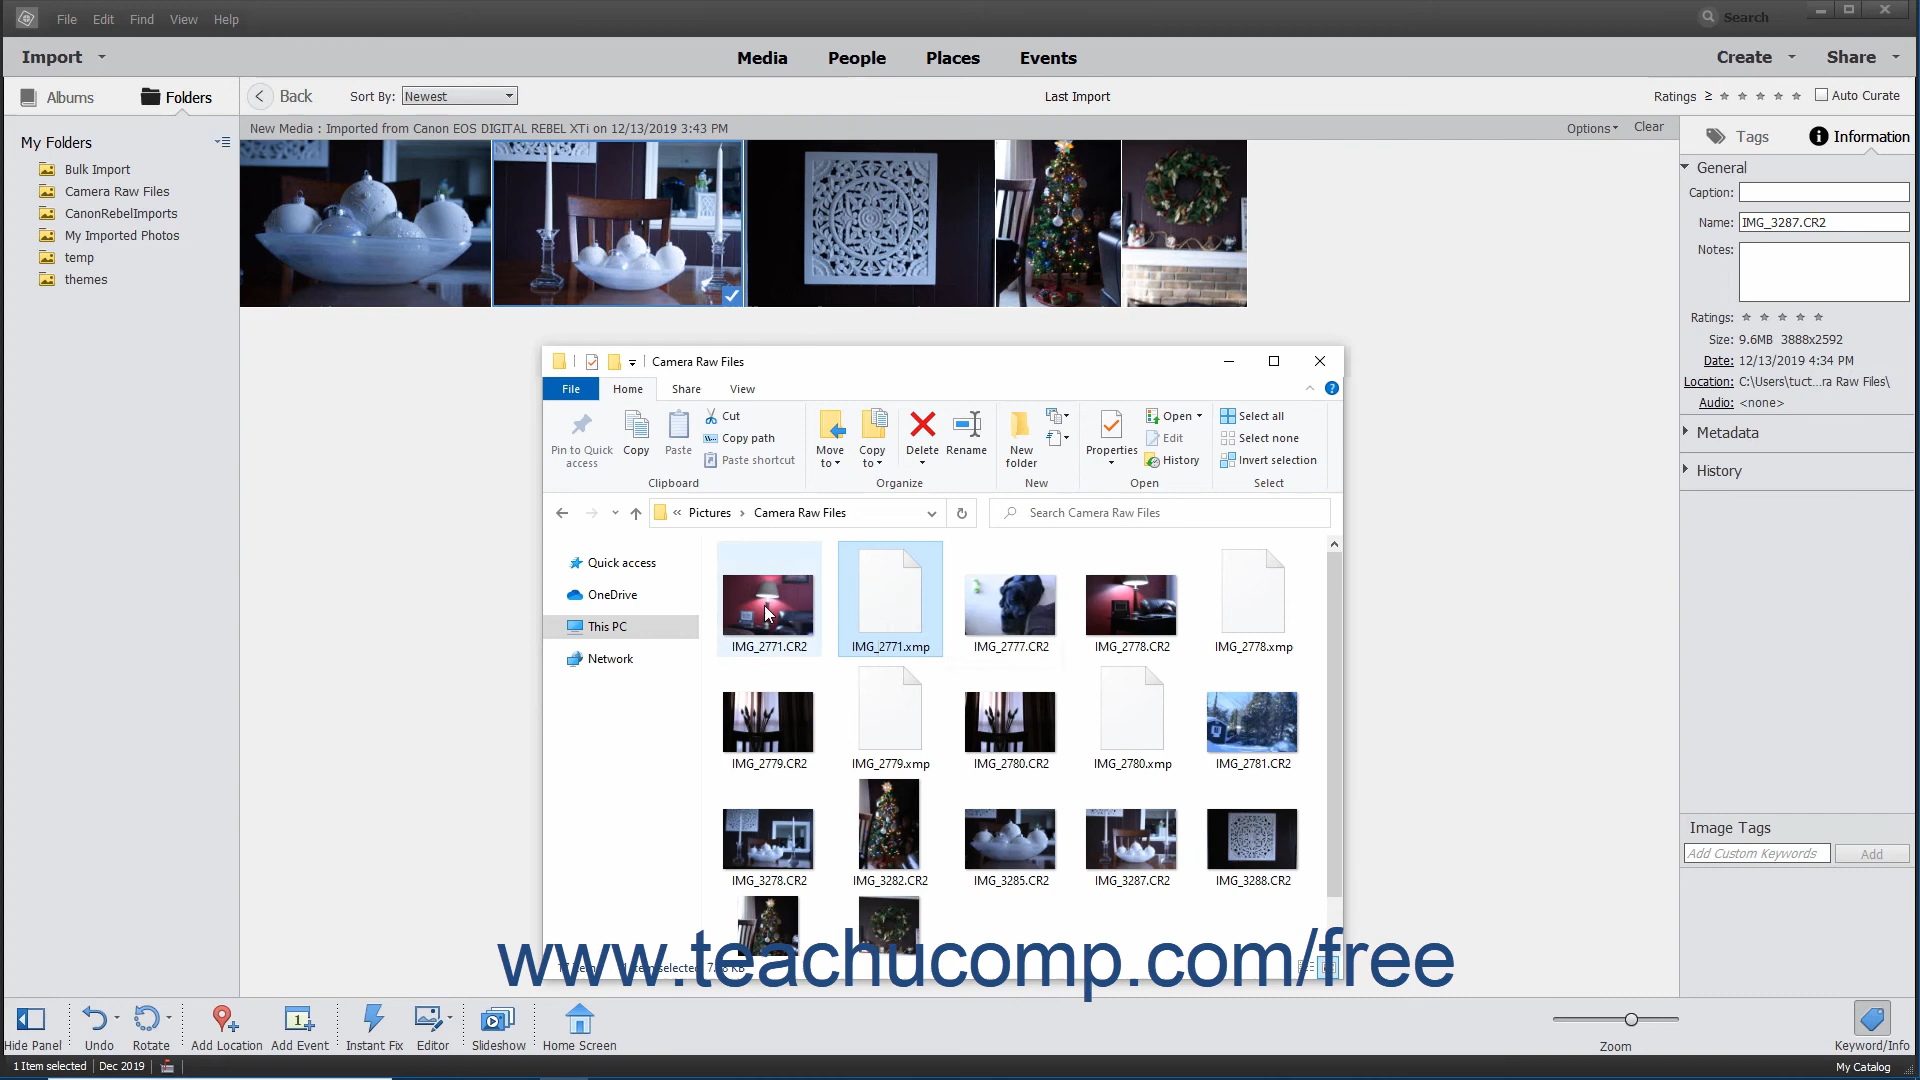 File Edit Find View Help
Search
Import
Media People Places Events
Create Share
Albums Folders
Back Sort By: Newest
Last Import
Ratings ≥ Auto Curate
New Media : Imported from Canon EOS DIGITAL REBEL XTi on 12/13/2019 3:43 PM
Options Clear
My Folders
Bulk Import
Camera Raw Files
CanonRebelImports
My Imported Photos
temp
themes
Tags Information
General
Caption:
Name: IMG_3287.CR2
Notes:
Ratings:
Size: 9.6MB 3888x2592
Date: 12/13/2019 4:34 PM
Location: C:\Users\tuct...ra Raw Files\
Audio: <none>
Metadata
History
Image Tags
Add Custom Keywords Add
Camera Raw Files
File Home Share View
Pin to Quick access
Copy
Paste
Cut
Copy path
Paste shortcut
Clipboard
Move to
Copy to
Delete
Rename
Organize
New folder
New
Properties
Open
Edit
History
Open
Select all
Select none
Invert selection
Select
« Pictures › Camera Raw Files
Search Camera Raw Files
Quick access
OneDrive
This PC
Network
IMG_2771.CR2 IMG_2771.xmp IMG_2777.CR2 IMG_2778.CR2 IMG_2778.xmp
IMG_2779.CR2 IMG_2779.xmp IMG_2780.CR2 IMG_2780.xmp IMG_2781.CR2
IMG_3278.CR2 IMG_3282.CR2 IMG_3285.CR2 IMG_3287.CR2 IMG_3288.CR2
www.teachucomp.com/free
Hide Panel Undo Rotate Add Location Add Event Instant Fix Editor Slideshow Home Screen
Zoom
Keyword/Info
1 Item selected Dec 2019
My Catalog